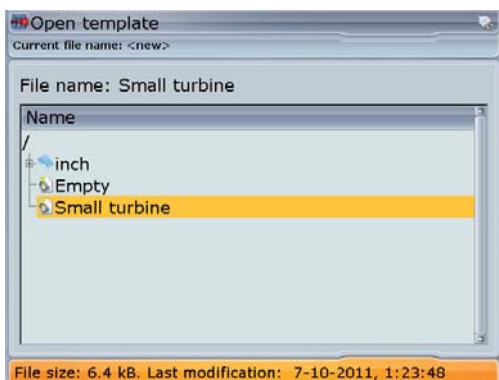 Open template
Current file name: <new>
File name: Small turbine
Name
/
inch
Empty
Small turbine
File size: 6.4 kB. Last modification: 7-10-2011, 1:23:48